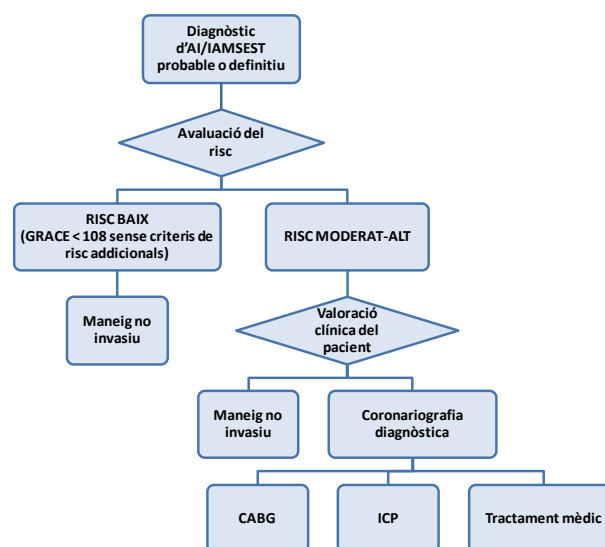 Diagnòstic
d'AI/IAMSEST
probable o definitiu
Avaluació del
risc
RISC BAIX
(GRACE < 108 sense criteris de
risc addicionals)
RISC MODERAT-ALT
Maneig no
invasiu
Valoració
clínica del
pacient
Maneig no
invasiu
Coronariografia
diagnòstica
CABG
ICP
Tractament mèdic